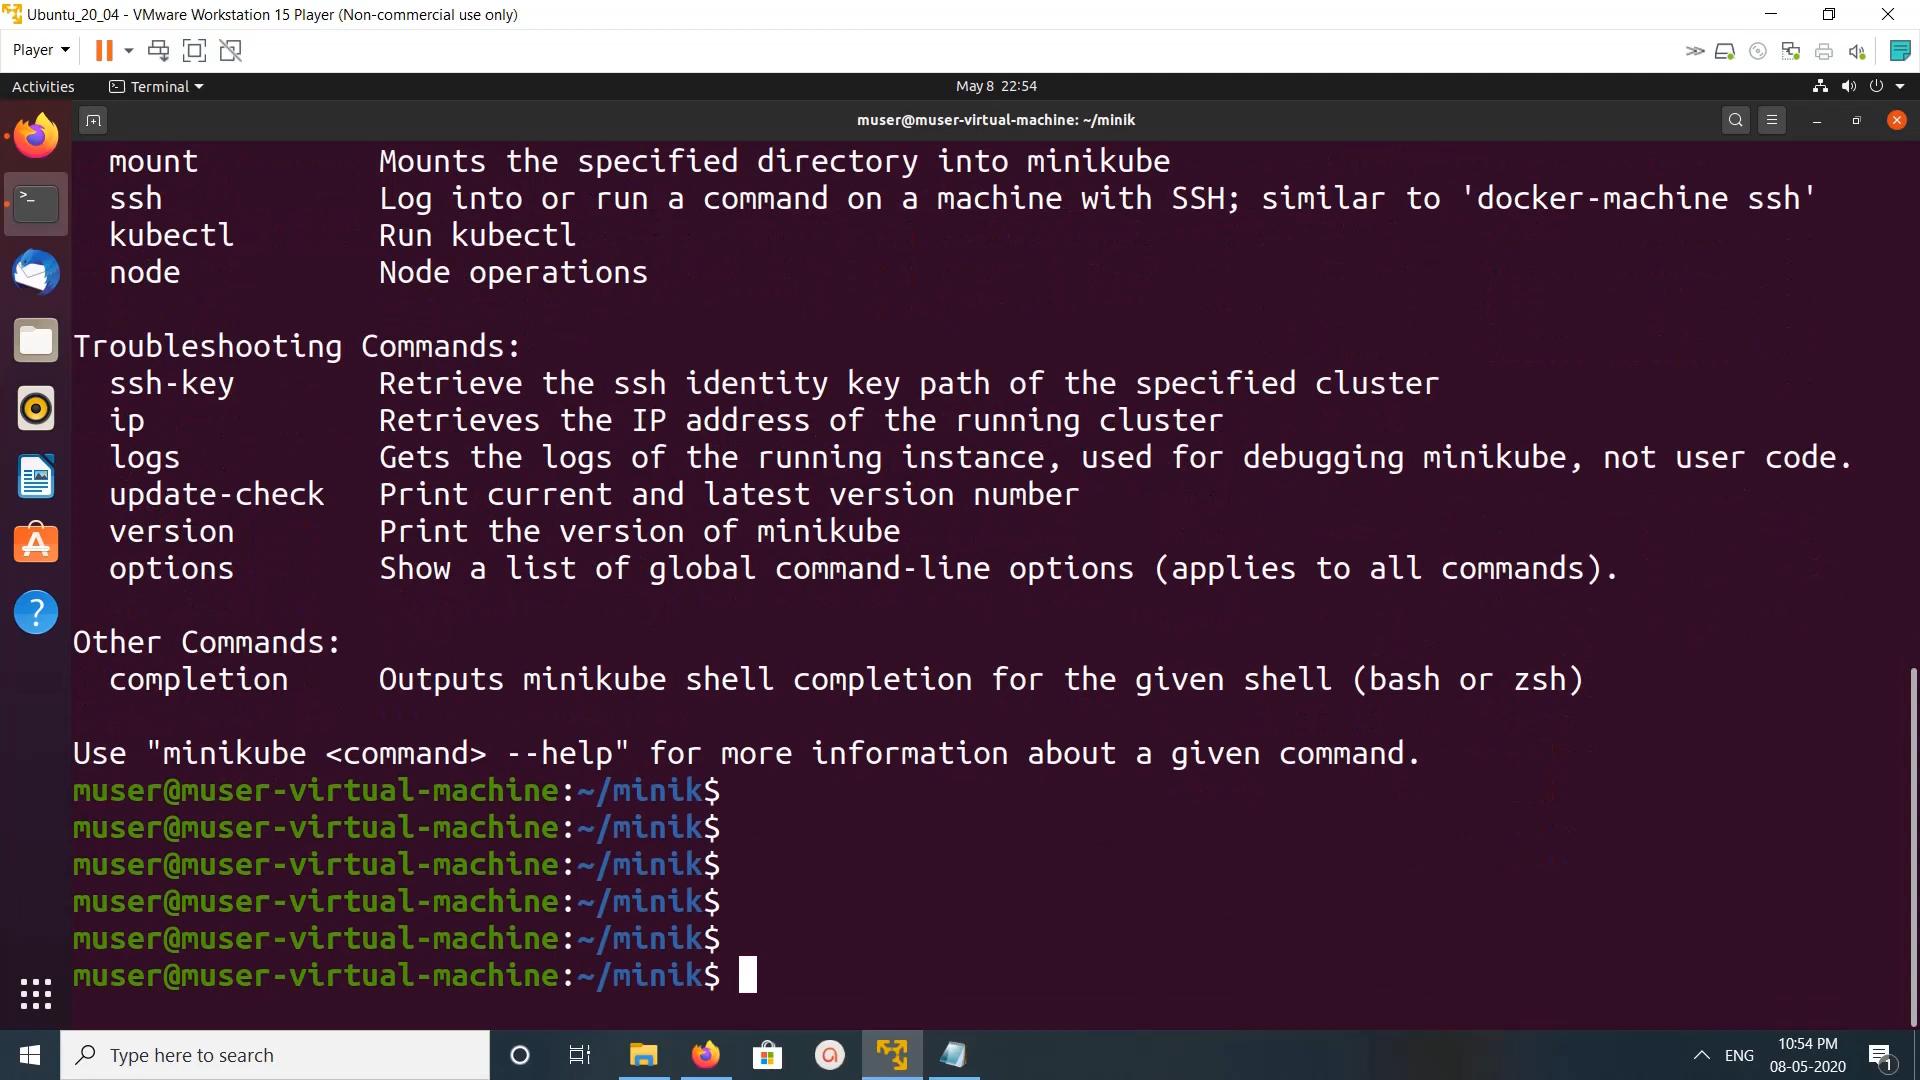 Ubuntu_20_04 - VMware Workstation 15 Player (Non-commercial use only)
Player
Activities
Terminal
May 8 22:54
muser@muser-virtual-machine: ~/minik
mount Mounts the specified directory into minikube
ssh Log into or run a command on a machine with SSH; similar to 'docker-machine ssh'
kubectl Run kubectl
node Node operations
Troubleshooting Commands:
ssh-key Retrieve the ssh identity key path of the specified cluster
ip Retrieves the IP address of the running cluster
logs Gets the logs of the running instance, used for debugging minikube, not user code.
update-check Print current and latest version number
version Print the version of minikube
options Show a list of global command-line options (applies to all commands).
Other Commands:
completion Outputs minikube shell completion for the given shell (bash or zsh)
Use "minikube <command> --help" for more information about a given command.
muser@muser-virtual-machine:~/minik$
muser@muser-virtual-machine:~/minik$
muser@muser-virtual-machine:~/minik$
muser@muser-virtual-machine:~/minik$
muser@muser-virtual-machine:~/minik$
muser@muser-virtual-machine:~/minik$
Type here to search
ENG
10:54 PM
08-05-2020
1